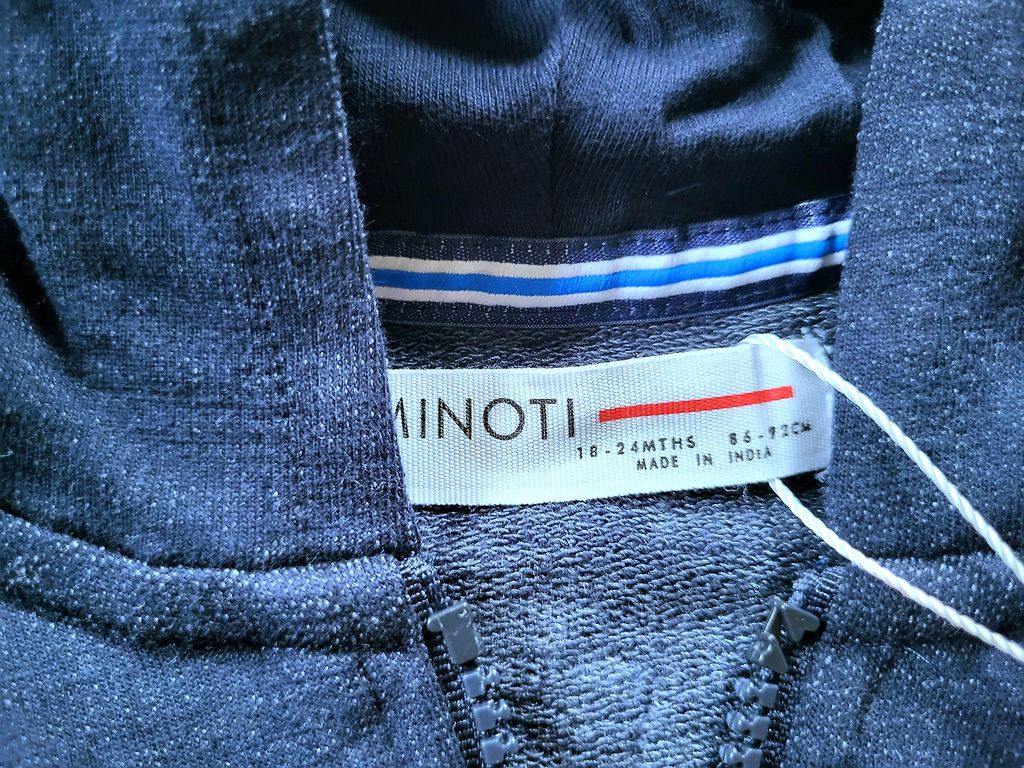 MINOTI
18-24MTHS 86-92CM
MADE IN INDIA